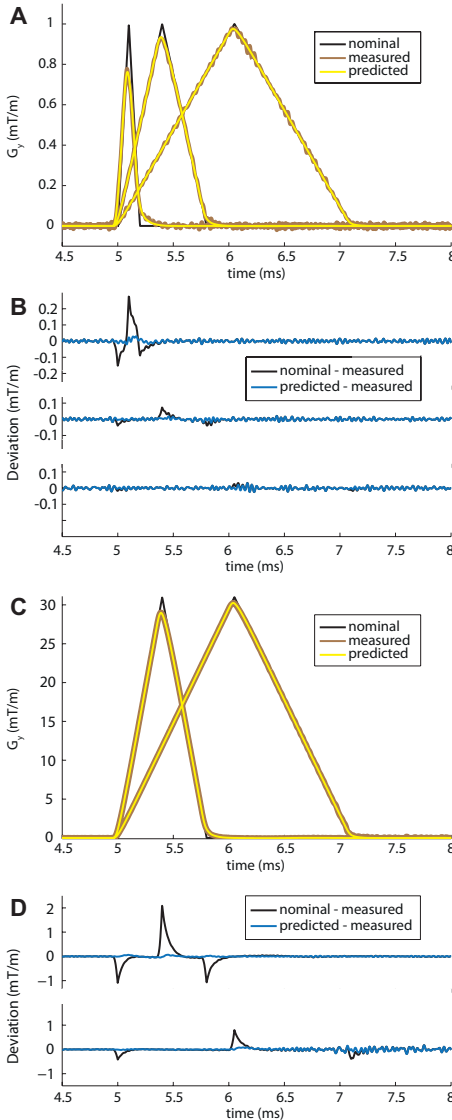 A
1
0.8
0.6
0.4
0.2
0
G_y (mT/m)
nominal
measured
predicted
4.5 5 5.5 6 6.5 7 7.5 8
time (ms)
B
0.2
0.1
0
-0.1
-0.2
0.1
0
-0.1
0.1
0
-0.1
Deviation (mT/m)
nominal - measured
predicted - measured
4.5 5 5.5 6 6.5 7 7.5 8
time (ms)
C
30
25
20
15
10
5
0
G_y (mT/m)
nominal
measured
predicted
4.5 5 5.5 6 6.5 7 7.5 8
time (ms)
D
2
1
0
−1
1
0
−1
Deviation (mT/m)
nominal - measured
predicted - measured
4.5 5 5.5 6 6.5 7 7.5 8
time (ms)